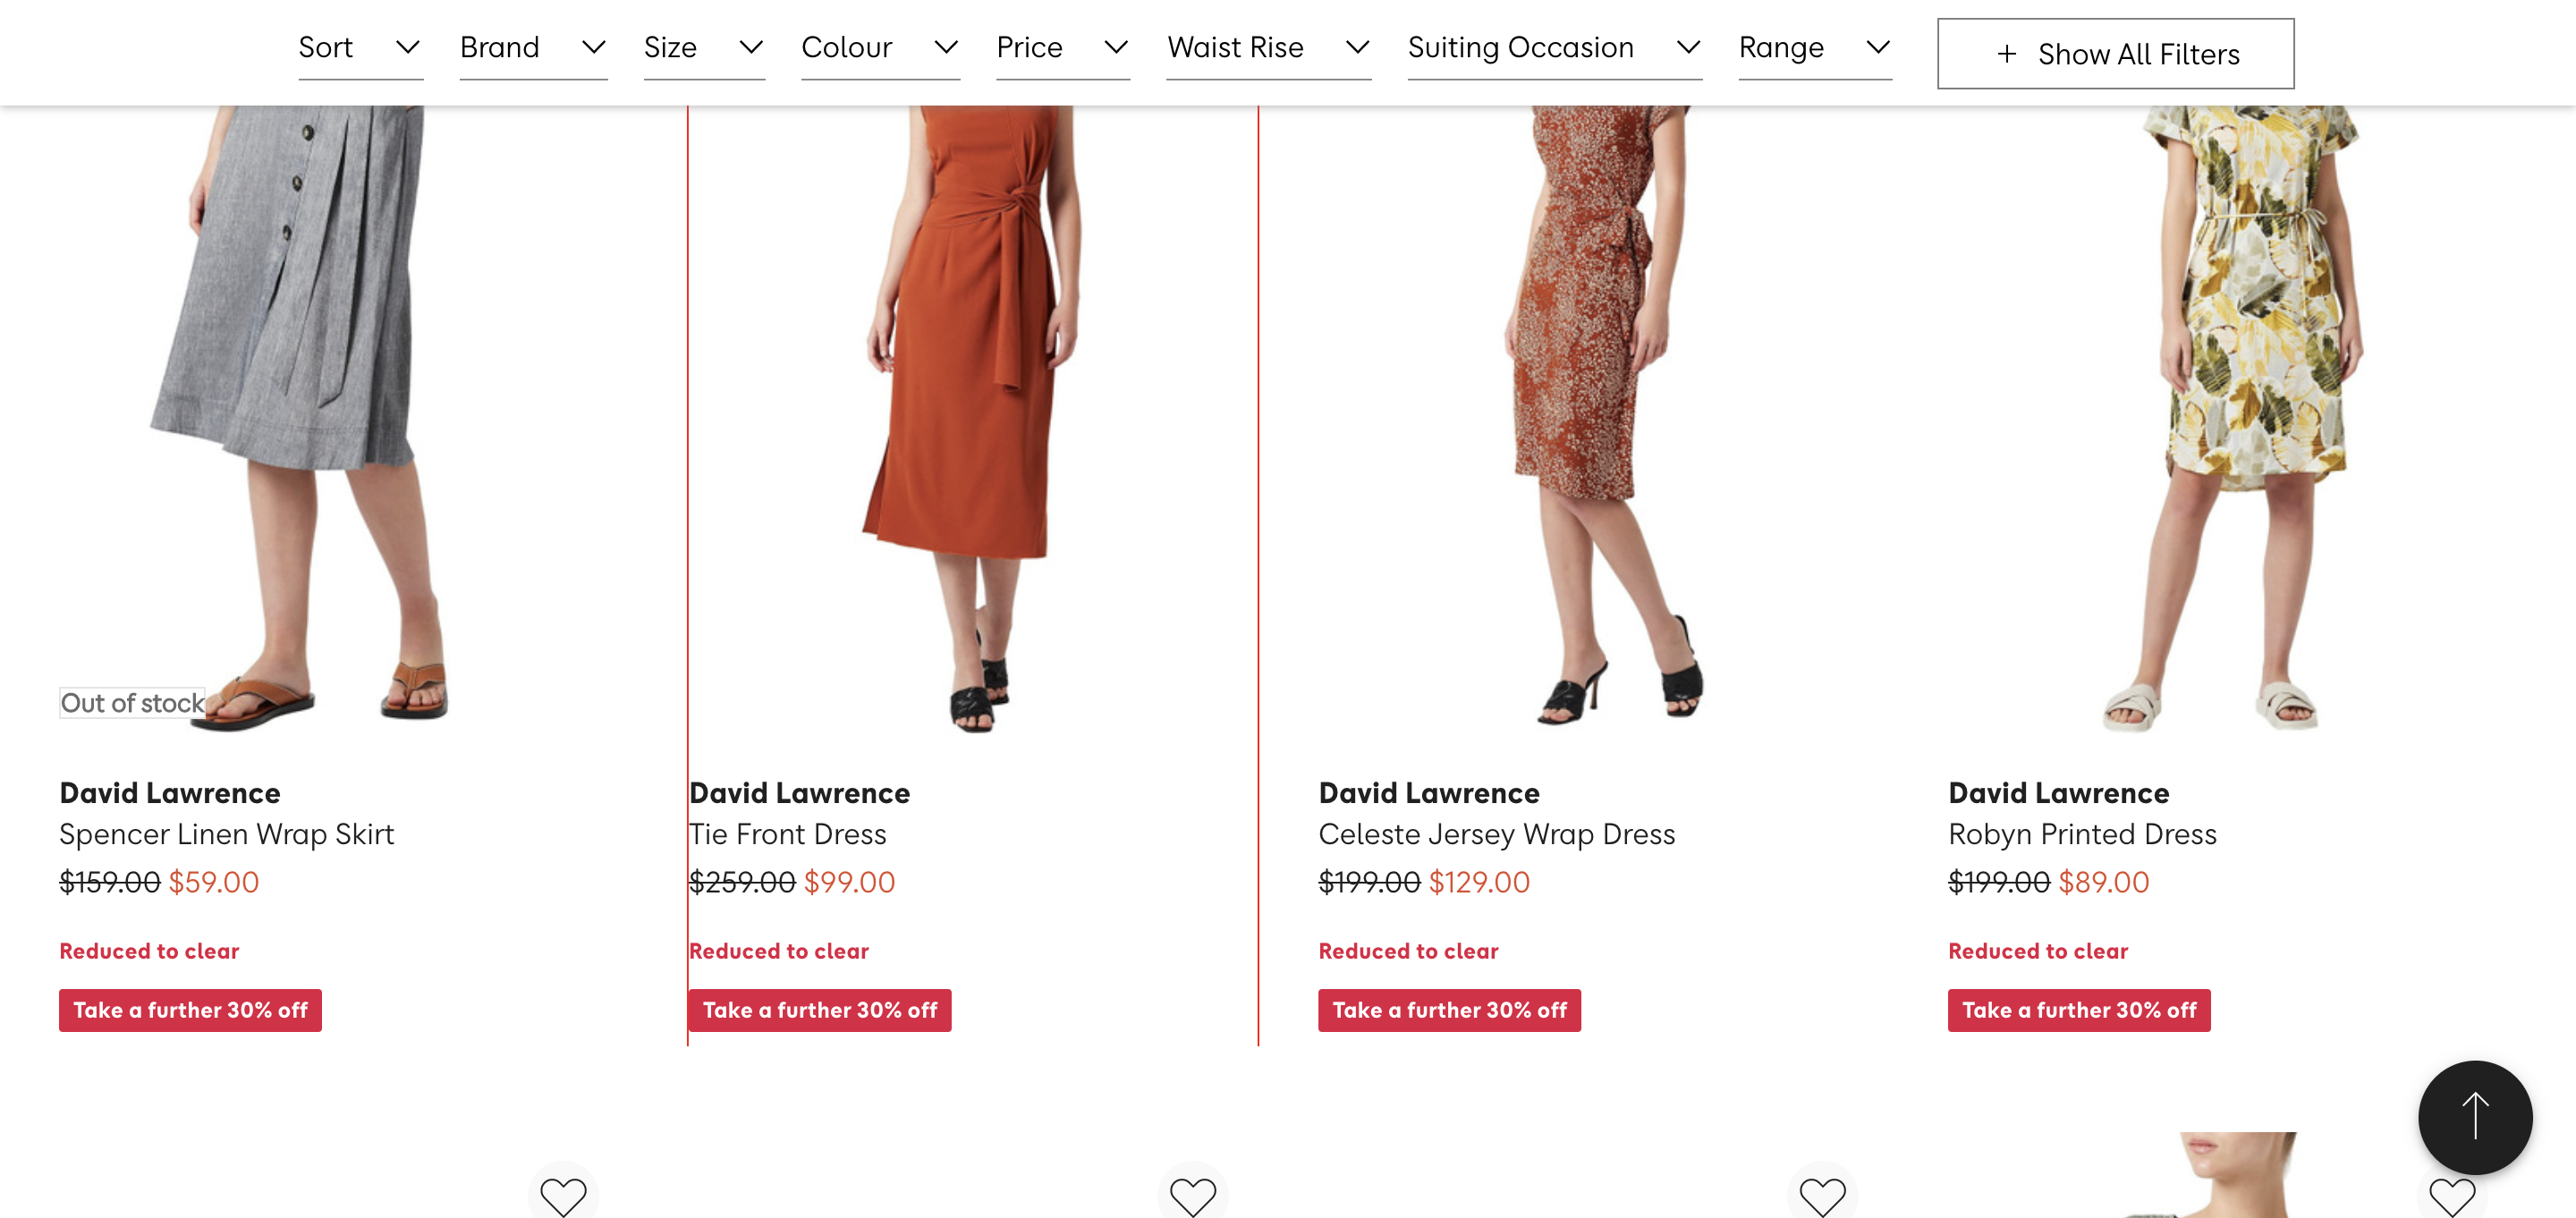 Sort
Brand
Size
Colour
Price
Waist Rise
Suiting Occasion
Range
+ Show All Filters
Out of stock
David Lawrence
Spencer Linen Wrap Skirt
$159.00 $59.00
Reduced to clear
Take a further 30% off
David Lawrence
Tie Front Dress
$259.00 $99.00
Reduced to clear
Take a further 30% off
David Lawrence
Celeste Jersey Wrap Dress
$199.00 $129.00
Reduced to clear
Take a further 30% off
David Lawrence
Robyn Printed Dress
$199.00 $89.00
Reduced to clear
Take a further 30% off